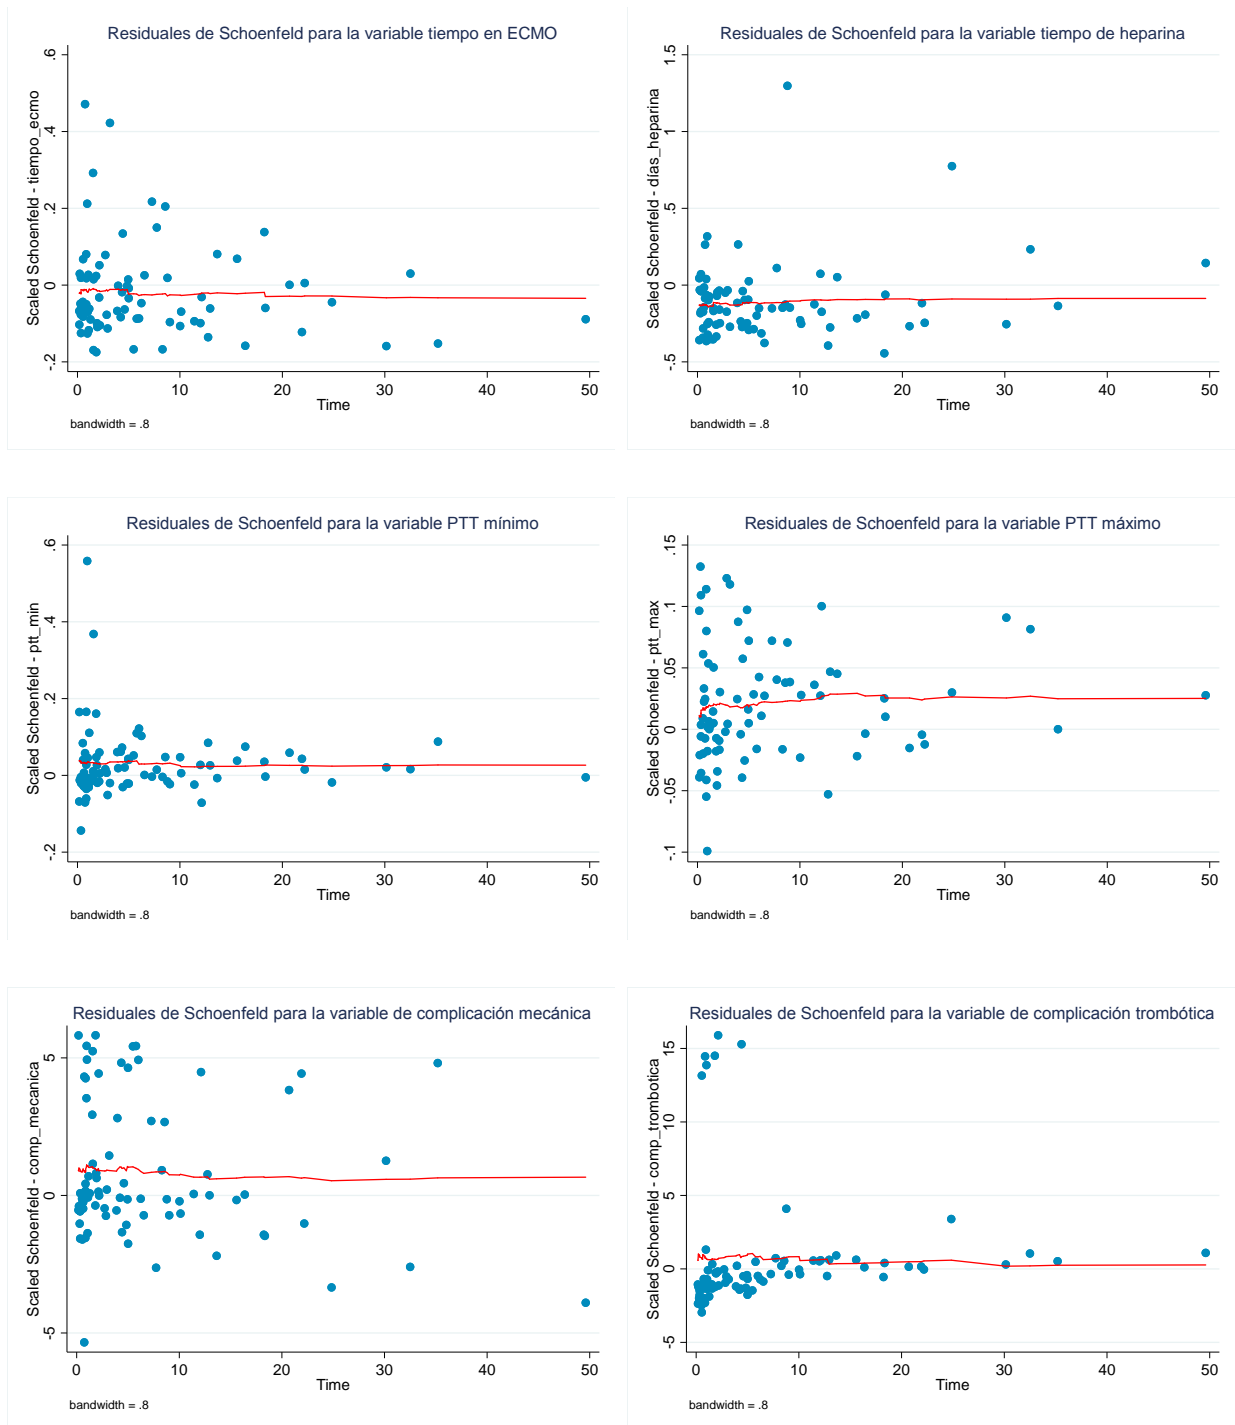 Residuales de Schoenfeld para la variable tiempo en ECMO
Scaled Schoenfeld - tiempo_ecmo
.6
.4
.2
0
-.2
0 10 20 30 40 50
Time
bandwidth = .8
Residuales de Schoenfeld para la variable tiempo de heparina
Scaled Schoenfeld - días_heparina
1.5
1
.5
0
-.5
0 10 20 30 40 50
Time
bandwidth = .8
Residuales de Schoenfeld para la variable PTT mínimo
Scaled Schoenfeld - ptt_min
.6
.4
.2
0
-.2
0 10 20 30 40 50
Time
bandwidth = .8
Residuales de Schoenfeld para la variable PTT máximo
Scaled Schoenfeld - ptt_max
.15
.1
.05
0
-.05
-.1
0 10 20 30 40 50
Time
bandwidth = .8
Residuales de Schoenfeld para la variable de complicación mecánica
Scaled Schoenfeld - comp_mecanica
5
0
-5
0 10 20 30 40 50
Time
bandwidth = .8
Residuales de Schoenfeld para la variable de complicación trombótica
Scaled Schoenfeld - comp_trombotica
15
10
5
0
-5
0 10 20 30 40 50
Time
bandwidth = .8